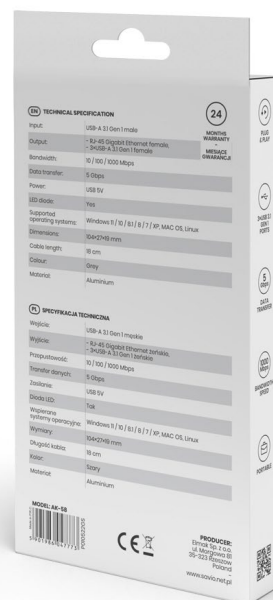 EN TECHNICAL SPECIFICATION
Input: USB-A 3.1 Gen 1 male
Output: - RJ-45 Gigabit Ethernet female,
- 3×USB-A 3.1 Gen 1 female
Bandwidth: 10 / 100 / 1000 Mbps
Data transfer: 5 Gbps
Power: USB 5V
LED diode: Yes
Supported
operating systems: Windows 11 / 10 / 8.1 / 8 / 7 / XP, MAC OS, Linux
Dimensions: 104×27×19 mm
Cable length: 18 cm
Colour: Gray
Material: Aluminium
24
MONTHS
WARRANTY
MIESIĄCE
GWARANCJI
PL SPECYFIKACJA TECHNICZNA
Wejście: USB-A 3.1 Gen 1 męskie
Wyjście: - RJ-45 Gigabit Ethernet żeńskie,
- 3×USB-A 3.1 Gen 1 żeńskie
Przepustowość: 10 / 100 / 1000 Mbps
Transfer danych: 5 Gbps
Zasilanie: USB 5V
Dioda LED: Tak
Wspierane
systemy operacyjne: Windows 11 / 10 / 8.1 / 8 / 7 / XP, MAC OS, Linux
Wymiary: 104×27×19 mm
Długość kabla: 18 cm
Kolor: Szary
Materiał: Aluminium
MODEL: AK-58
CE
PRODUCER:
Elmak Sp. z o.o.
ul. Morgowa 81
35-323 Rzeszow
Poland
www.savio.net.pl
PLUG
& PLAY
3×USB 3.1
GEN 1
PORTS
5
Gbps
DATA
TRANSFER
1000
Mbps
BANDWIDTH
SPEED
PORTABLE